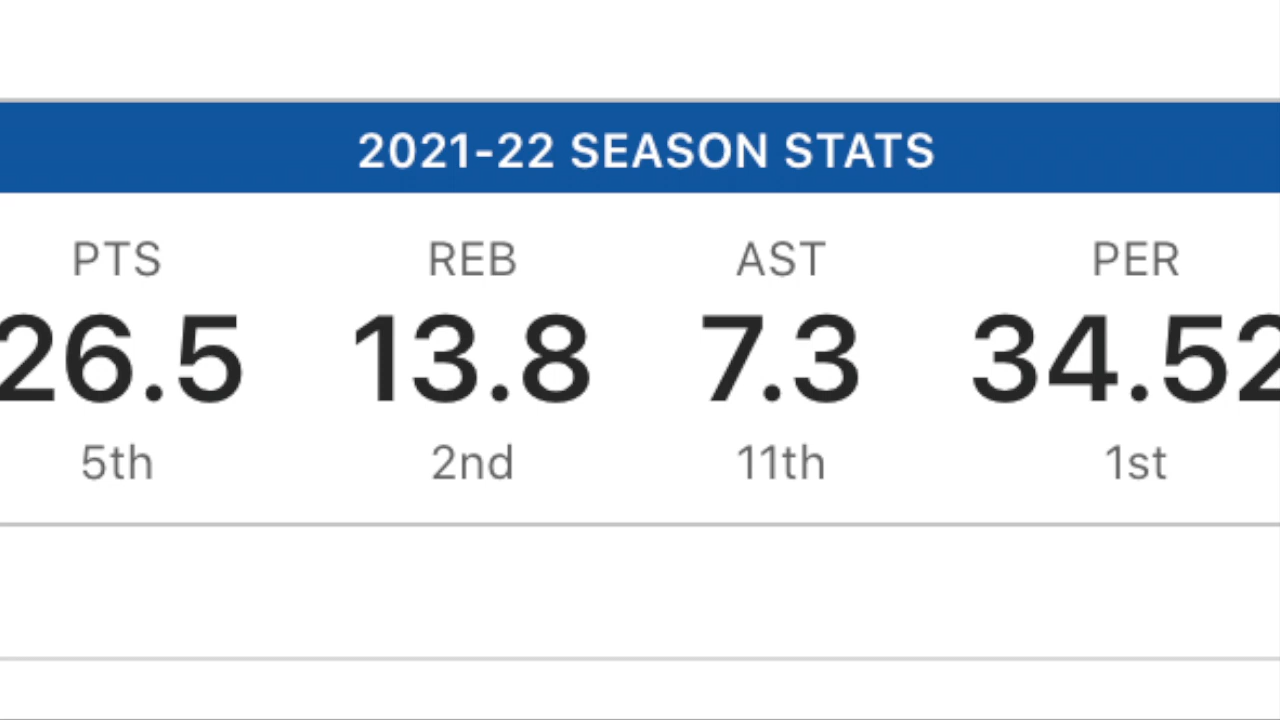 2021-22 SEASON STATS
PTS REB AST PER
26.5 13.8 7.3 34.52
5th 2nd 11th 1st